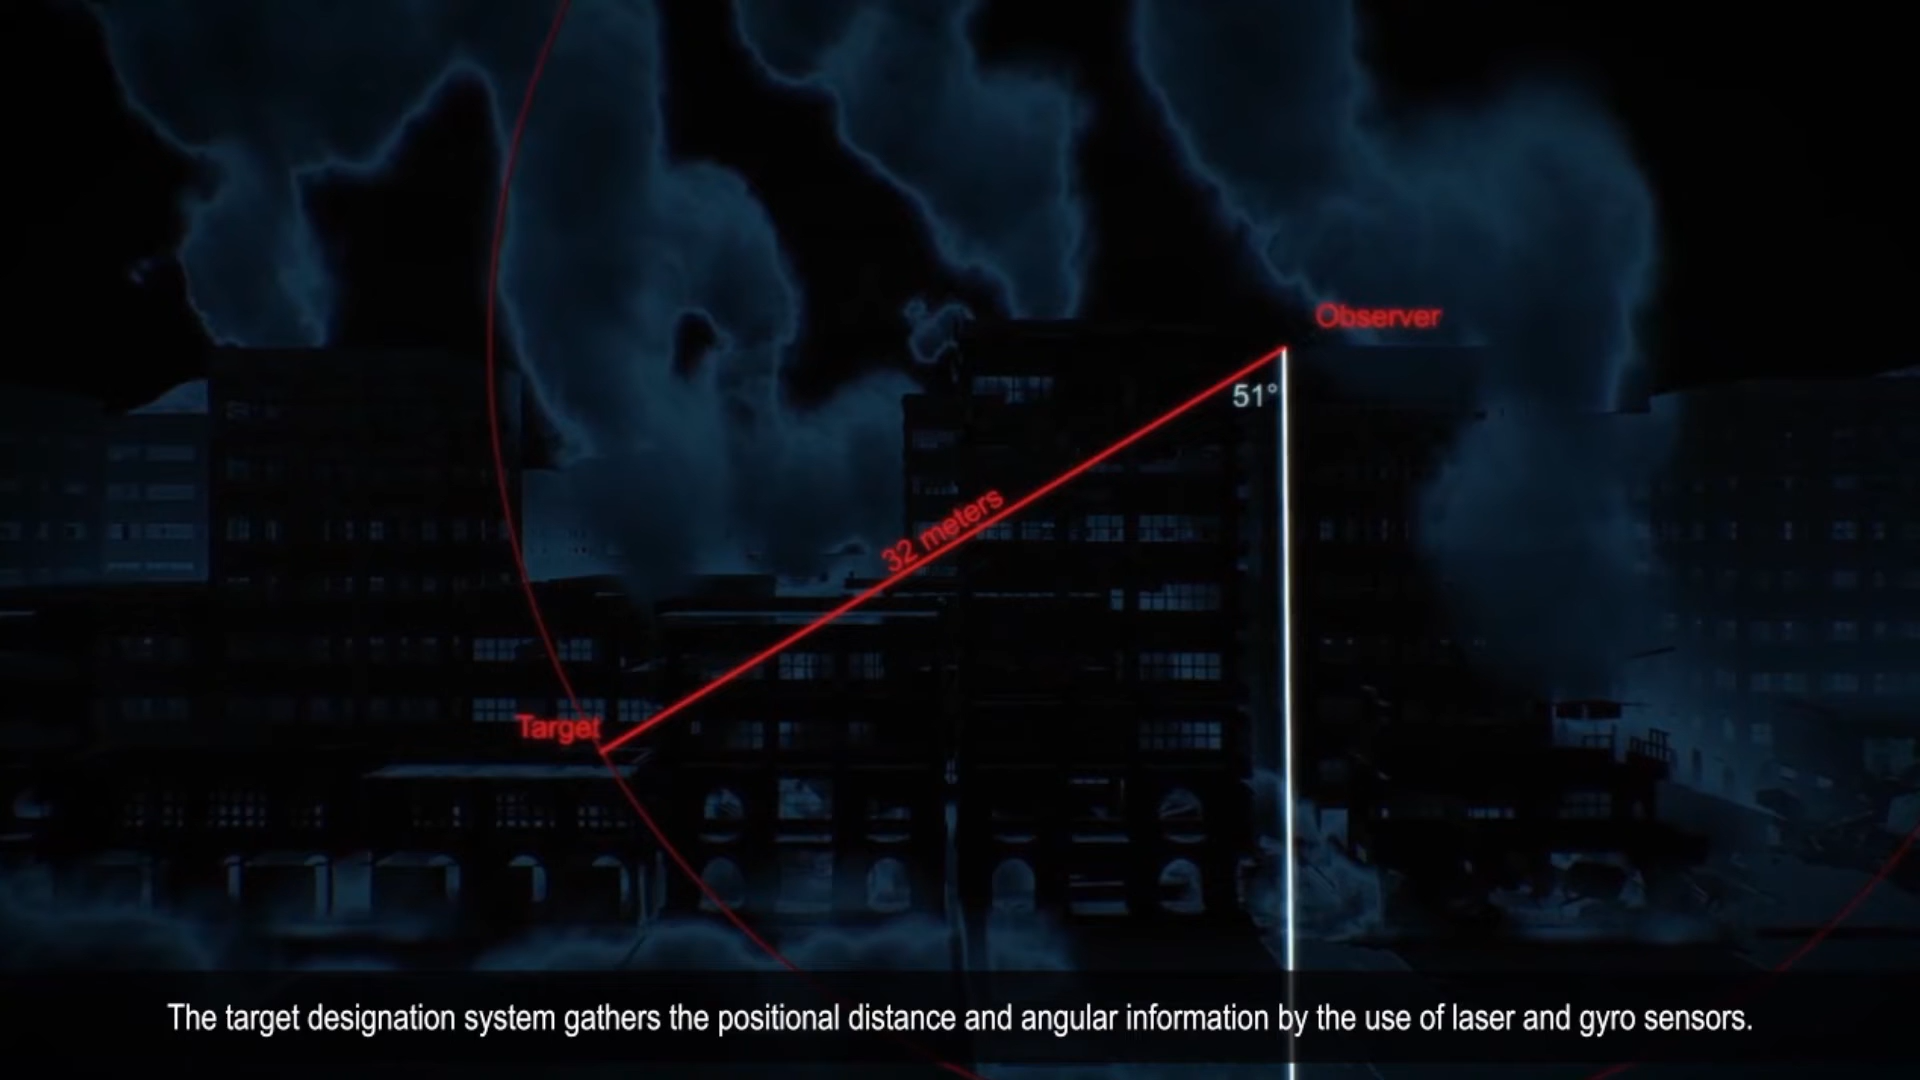 Observer
51°
32 meters
Target
The target designation system gathers the positional distance and angular information by the use of laser and gyro sensors.